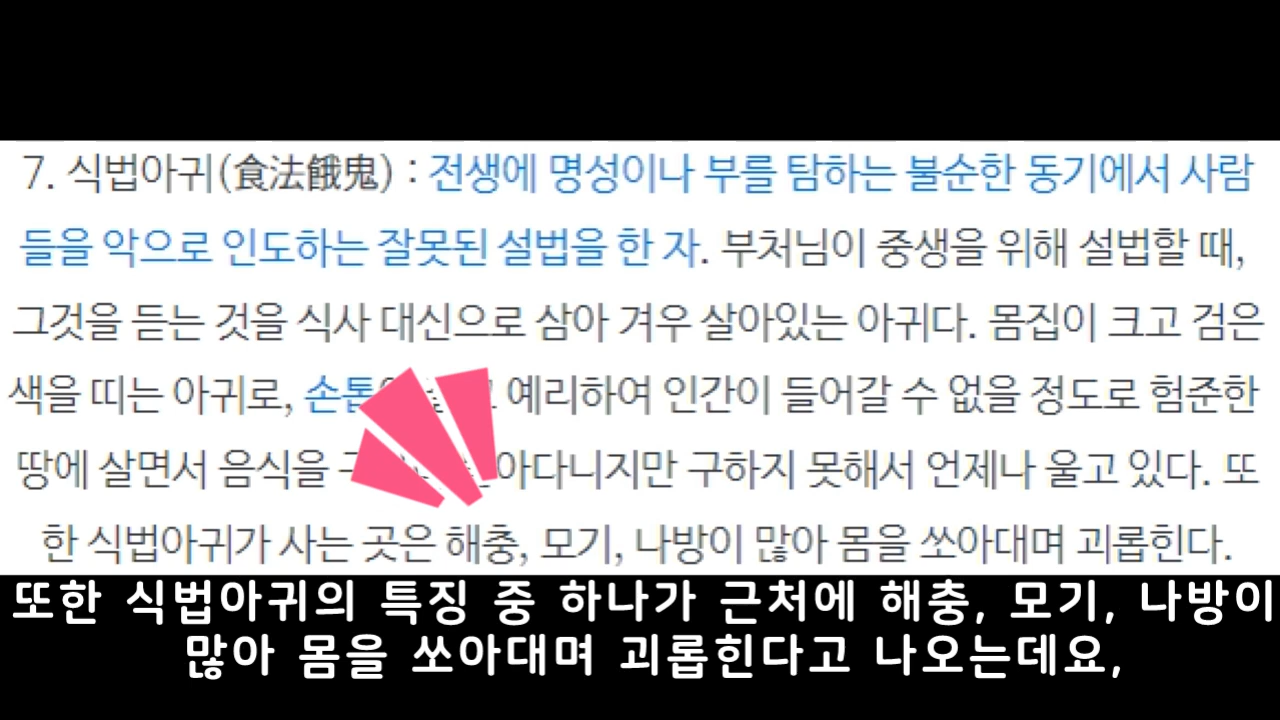 7. 식법아귀(食法餓鬼) : 전생에 명성이나 부를 탐하는 불순한 동기에서 사람
들을 악으로 인도하는 잘못된 설법을 한 자. 부처님이 중생을 위해 설법할 때,
그것을 듣는 것을 식사 대신으로 삼아 겨우 살아있는 아귀다. 몸집이 크고 검은
색을 띠는 아귀로, 손톱 예리하여 인간이 들어갈 수 없을 정도로 험준한
땅에 살면서 음식을 아다니지만 구하지 못해서 언제나 울고 있다. 또
한 식법아귀가 사는 곳은 해충, 모기, 나방이 많아 몸을 쏘아대며 괴롭힌다.
또한 식법아귀의 특징 중 하나가 근처에 해충, 모기, 나방이
많아 몸을 쏘아대며 괴롭힌다고 나오는데요,